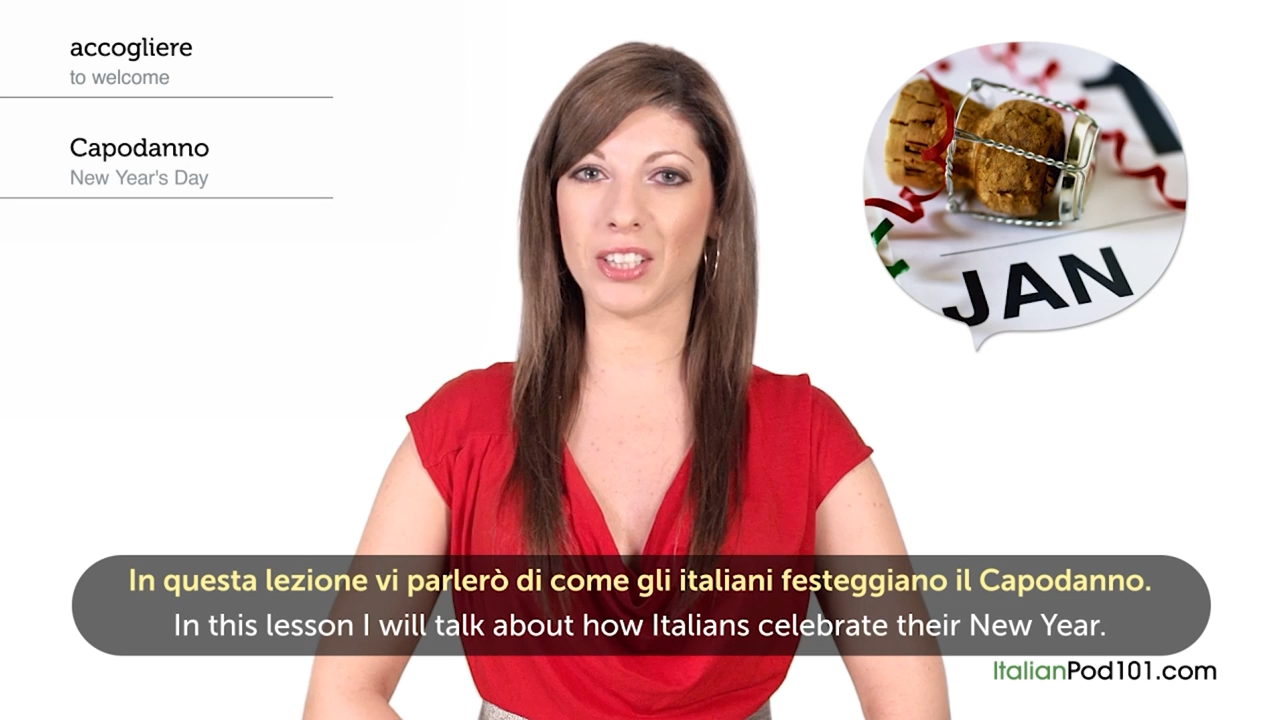 accogliere
to welcome
Capodanno
New Year's Day
JAN
In questa lezione vi parlerò di come gli italiani festeggiano il Capodanno.
In this lesson I will talk about how Italians celebrate their New Year.
ItalianPod101.com